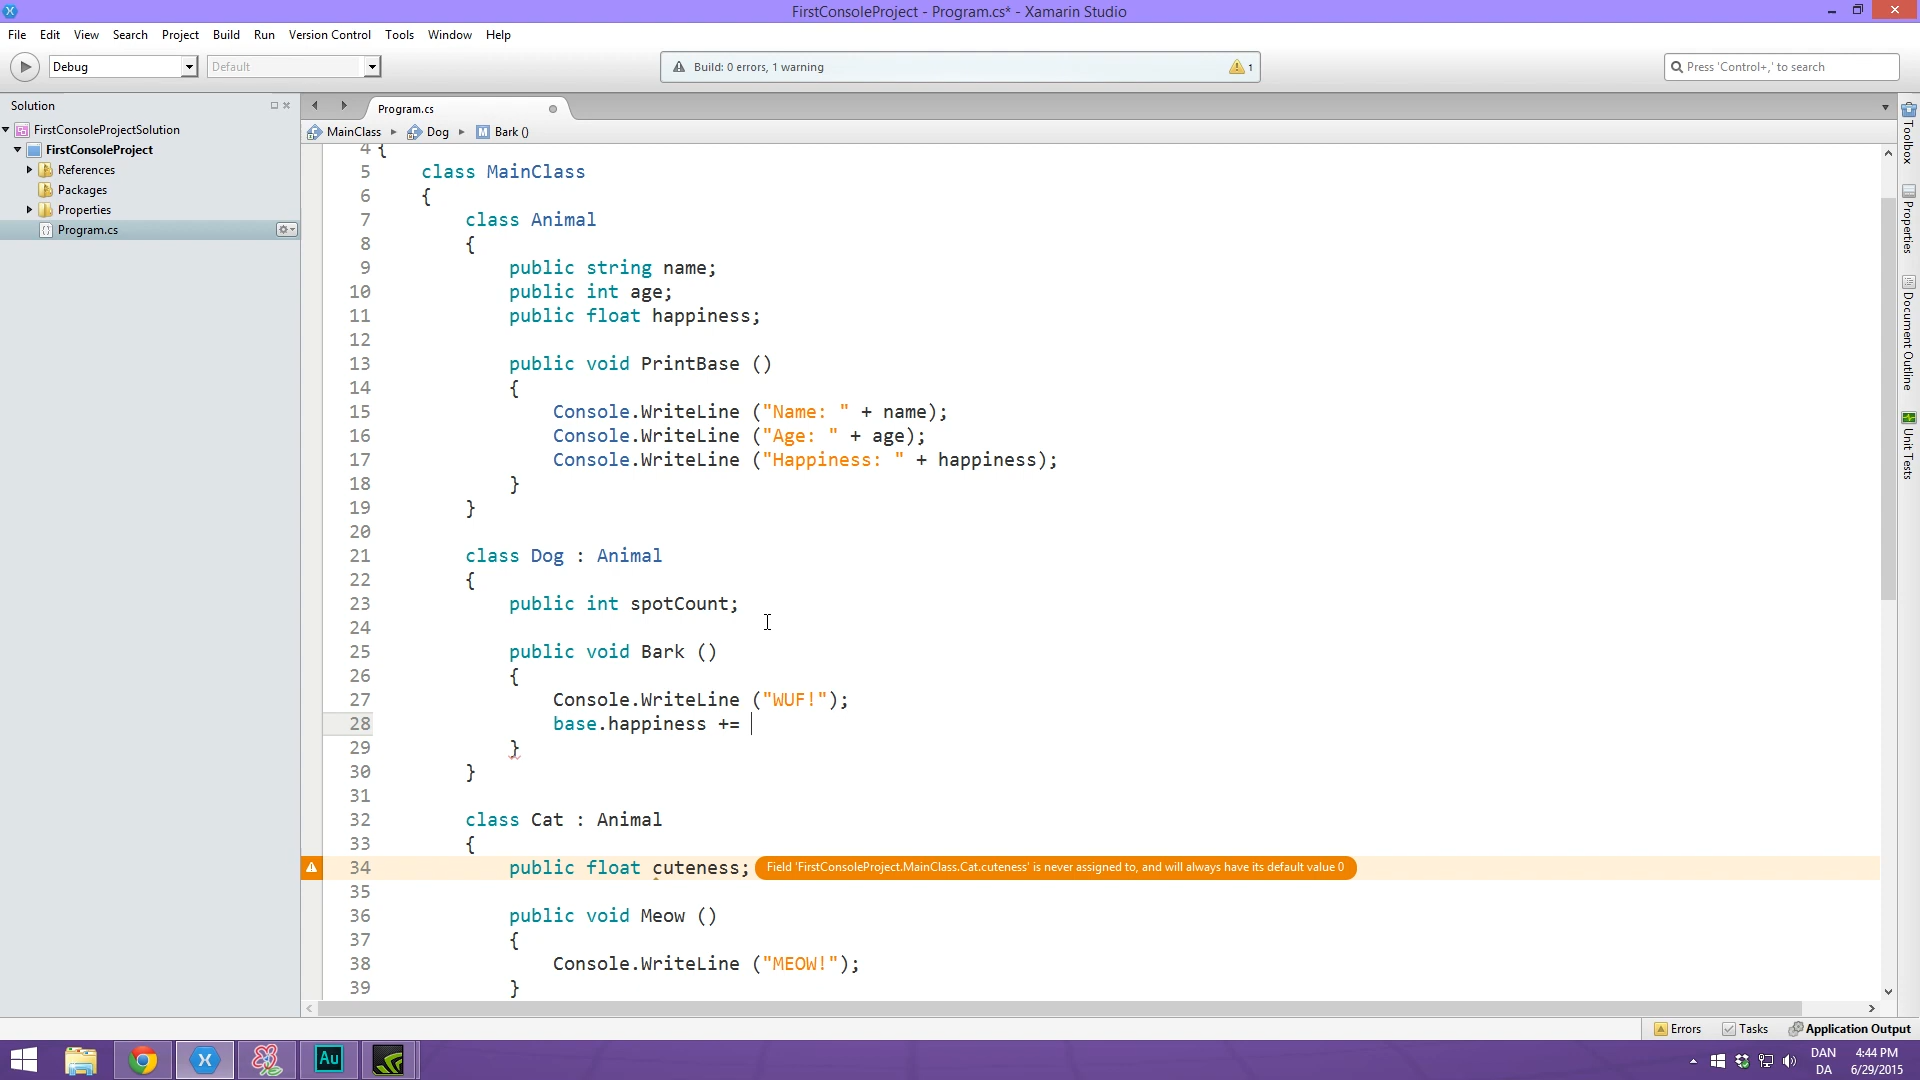 FirstConsoleProject - Program.cs* - Xamarin Studio
File Edit View Search Project Build Run Version Control Tools Window Help
Debug Default Build: 0 errors, 1 warning 1 Press 'Control+,' to search
Solution
FirstConsoleProjectSolution
FirstConsoleProject
References
Packages
Properties
Program.cs
Program.cs
MainClass Dog M Bark ()
4 {
5 class MainClass
6 {
7 class Animal
8 {
9 public string name;
10 public int age;
11 public float happiness;
12
13 public void PrintBase ()
14 {
15 Console.WriteLine ("Name: " + name);
16 Console.WriteLine ("Age: " + age);
17 Console.WriteLine ("Happiness: " + happiness);
18 }
19 }
20
21 class Dog : Animal
22 {
23 public int spotCount;
24
25 public void Bark ()
26 {
27 Console.WriteLine ("WUF!");
28 base.happiness +=
29 }
30 }
31
32 class Cat : Animal
33 {
34 public float cuteness; Field 'FirstConsoleProject.MainClass.Cat.cuteness' is never assigned to, and will always have its default value 0
35
36 public void Meow ()
37 {
38 Console.WriteLine ("MEOW!");
39 }
Toolbox
Properties
Document Outline
Unit Tests
Errors Tasks Application Output
Au
DAN 4:44 PM
DA 6/29/2015